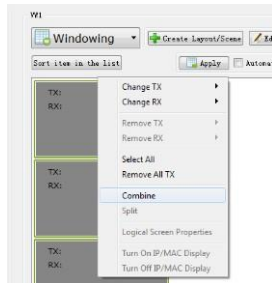 W1
Windowing
Create Layout/Scene
Sort item in the list
Apply
TX:
RX:
Change TX
Change RX
Remove TX
Remove RX
Select All
Remove All TX
TX:
RX:
Combine
Split
Logical Screen Properties
TX:
RX:
Turn On IP/MAC Display
Turn Off IP/MAC Display